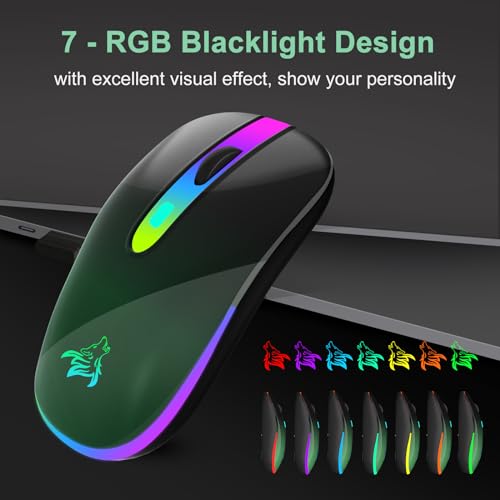 7 - RGB Blacklight Design
with excellent visual effect, show your personality